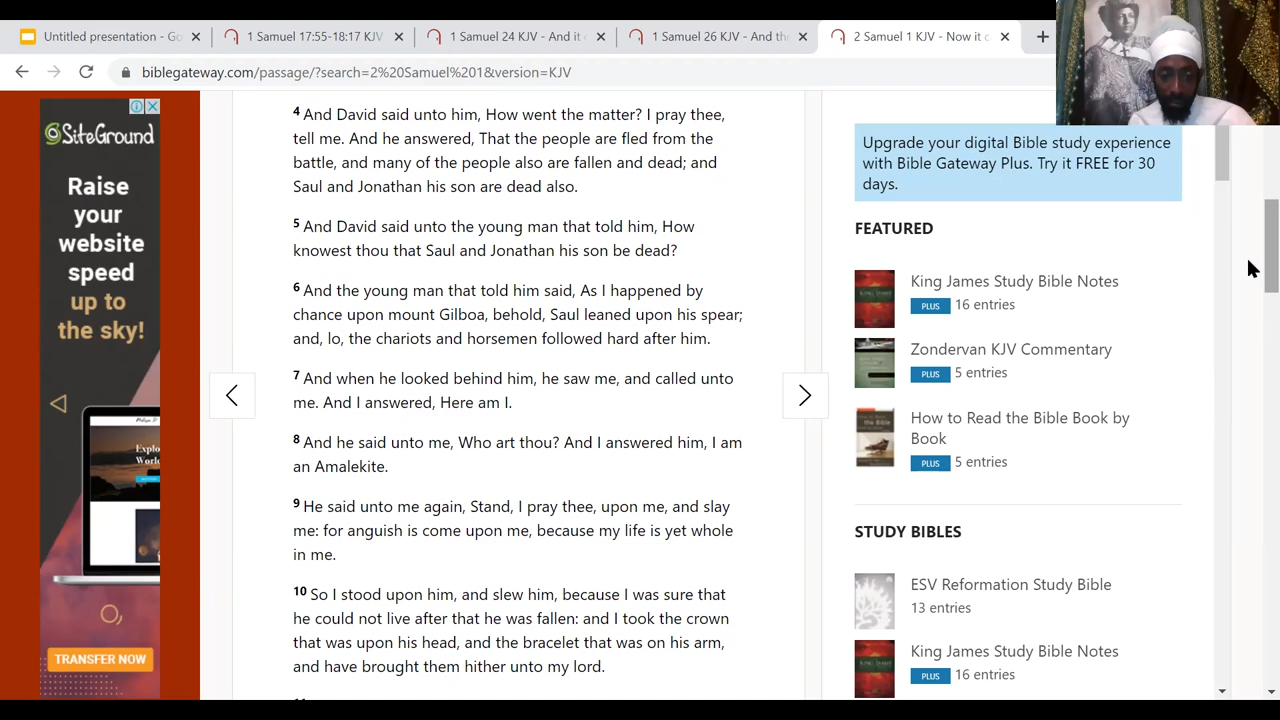 Untitled presentation - Go
1 Samuel 17:55-18:17 KJV
1 Samuel 24 KJV - And it
1 Samuel 26 KJV - And the
2 Samuel 1 KJV - Now it
biblegateway.com/passage/?search=2%20Samuel%201&version=KJV
SiteGround
Raise
your
website
speed
up to
the sky!
TRANSFER NOW
4 And David said unto him, How went the matter? I pray thee,
tell me. And he answered, That the people are fled from the
battle, and many of the people also are fallen and dead; and
Saul and Jonathan his son are dead also.
5 And David said unto the young man that told him, How
knowest thou that Saul and Jonathan his son be dead?
6 And the young man that told him said, As I happened by
chance upon mount Gilboa, behold, Saul leaned upon his spear;
and, lo, the chariots and horsemen followed hard after him.
7 And when he looked behind him, he saw me, and called unto
me. And I answered, Here am I.
8 And he said unto me, Who art thou? And I answered him, I am
an Amalekite.
9 He said unto me again, Stand, I pray thee, upon me, and slay
me: for anguish is come upon me, because my life is yet whole
in me.
10 So I stood upon him, and slew him, because I was sure that
he could not live after that he was fallen: and I took the crown
that was upon his head, and the bracelet that was on his arm,
and have brought them hither unto my lord.
Upgrade your digital Bible study experience
with Bible Gateway Plus. Try it FREE for 30
days.
FEATURED
King James Study Bible Notes
PLUS 16 entries
Zondervan KJV Commentary
PLUS 5 entries
How to Read the Bible Book by
Book
PLUS 5 entries
STUDY BIBLES
ESV Reformation Study Bible
13 entries
King James Study Bible Notes
PLUS 16 entries